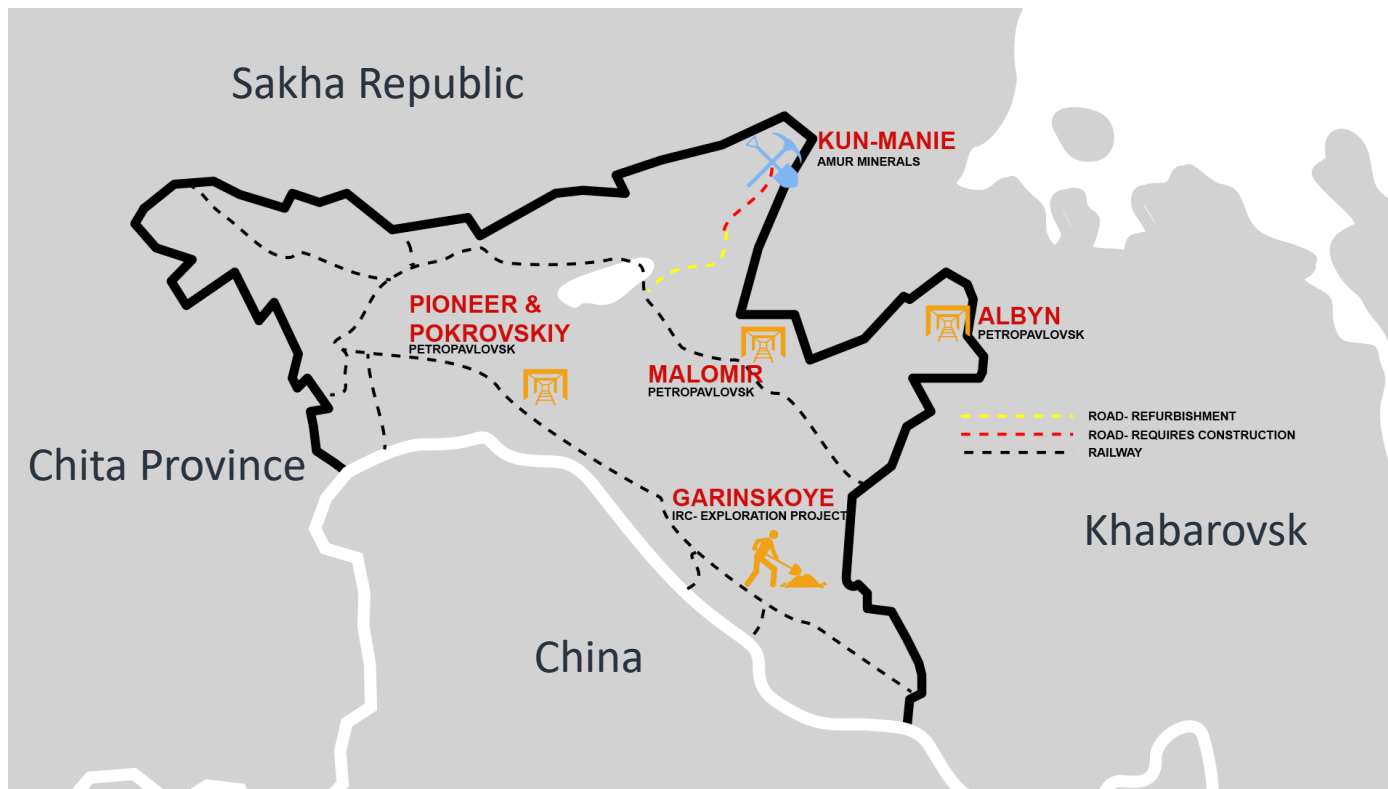 Sakha Republic
KUN-MANIE
AMUR MINERALS
PIONEER &
POKROVSKIY
PETROPAVLOVSK
ALBYN
PETROPAVLOVSK
MALOMIR
PETROPAVLOVSK
ROAD- REFURBISHMENT
ROAD- REQUIRES CONSTRUCTION
RAILWAY
Chita Province
GARINSKOYE
IRC- EXPLORATION PROJECT
Khabarovsk
China